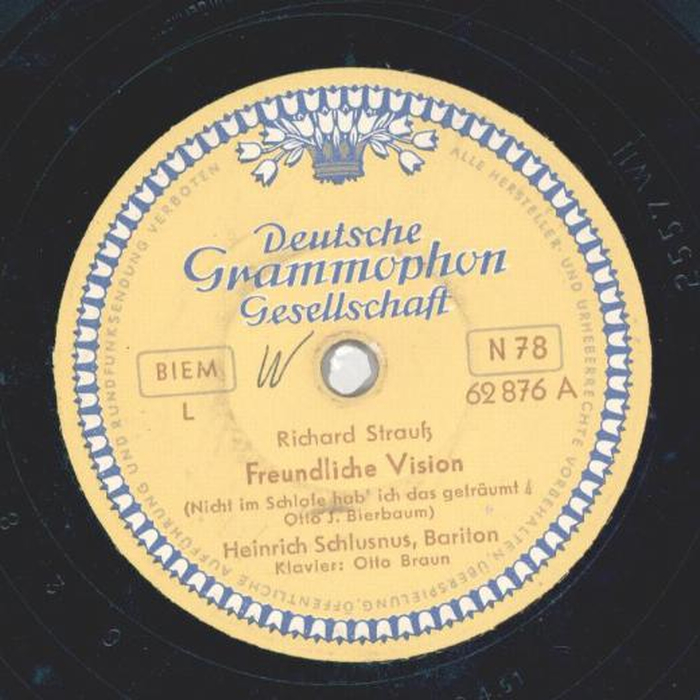 Deutsche
Grammophon
Gesellschaft
BIEM
L
W
N 78
62 876 A
Richard Strauß
Freundliche Vision
(Nicht im Schlafe hab' ich das geträumt
Otto J. Bierbaum)
Heinrich Schlusnus, Bariton
Klavier: Otto Braun
ALLE HERSTELLER- UND URHEBERRECHTE VORBEHALTEN, ÜBERSPIELUNG, ÖFFENTLICHE AUFFÜHRUNG UND RUNDFUNKSENDUNG VERBOTEN